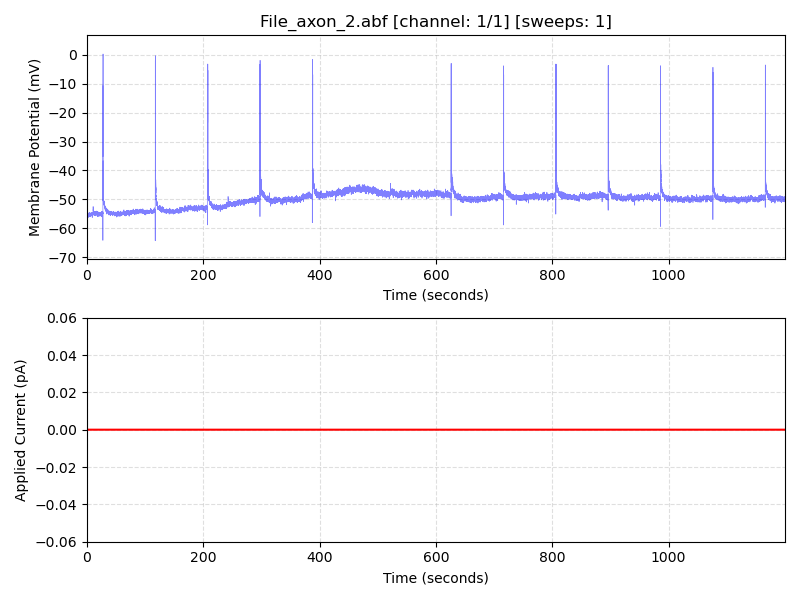 File_axon_2.abf [channel: 1/1] [sweeps: 1]
Membrane Potential (mV)
0
−10
−20
−30
−40
−50
−60
−70
0 200 400 600 800 1000
Time (seconds)
Applied Current (pA)
0.06
0.04
0.02
0.00
−0.02
−0.04
−0.06
0 200 400 600 800 1000
Time (seconds)